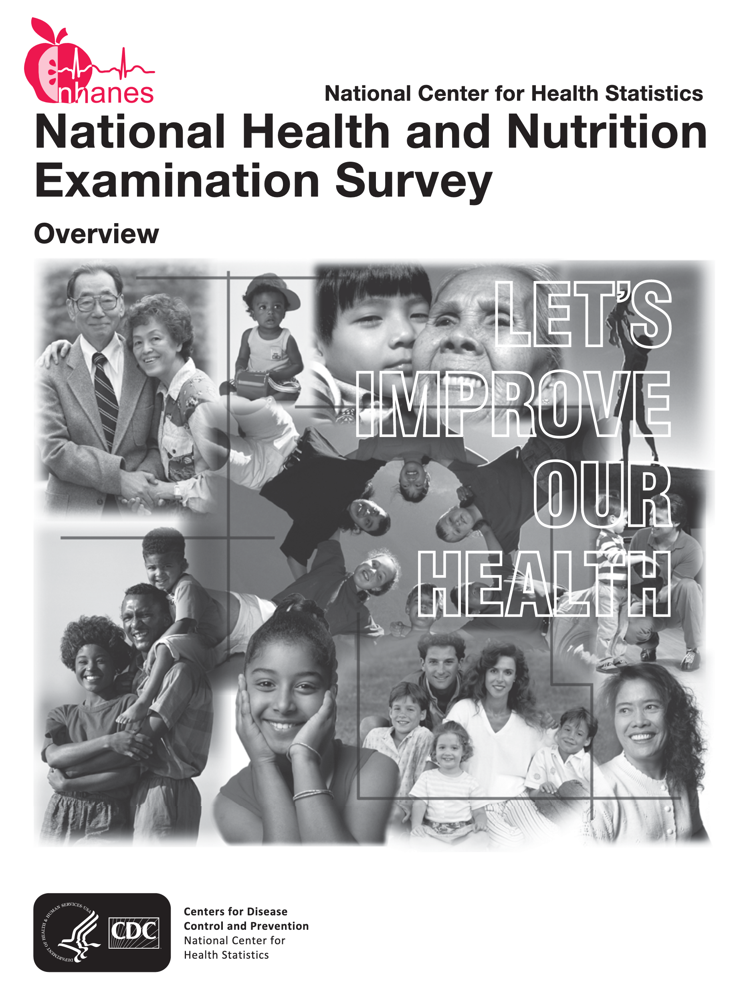 nhanes
National Center for Health Statistics
National Health and Nutrition
Examination Survey
Overview
LET'S
IMPROVE
OUR
HEALTH
DEPARTMENT OF HEALTH & HUMAN SERVICES·USA
CDC
Centers for Disease
Control and Prevention
National Center for
Health Statistics